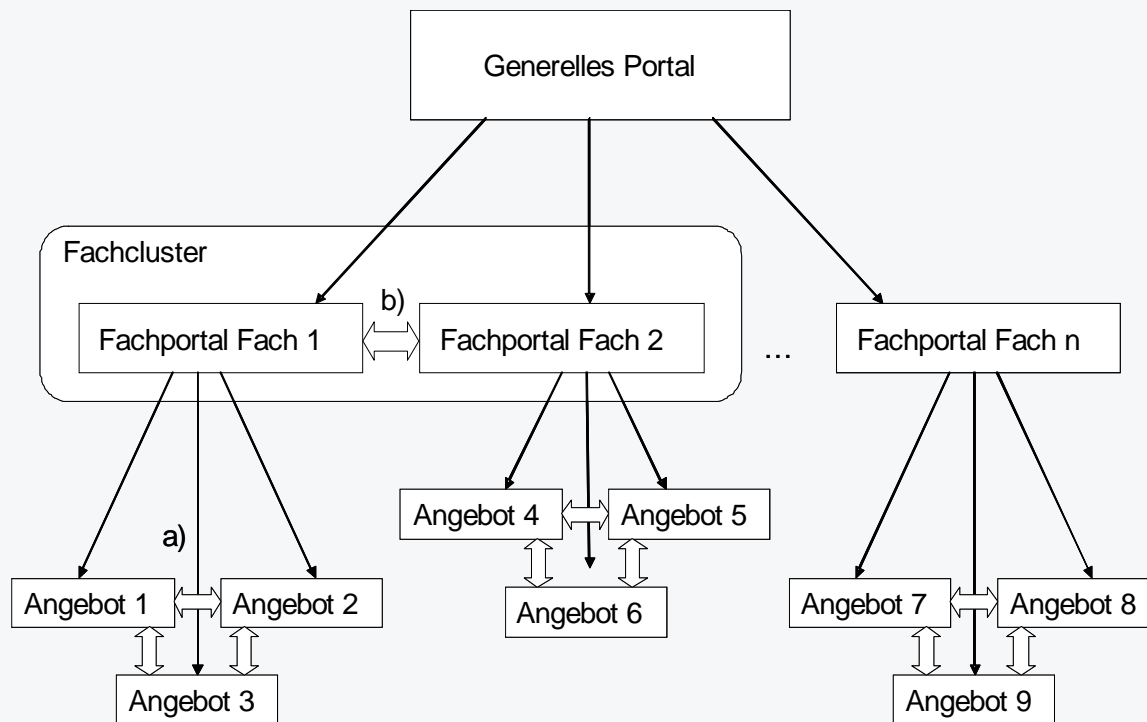 Generelles Portal
Fachcluster
b)
Fachportal Fach 1
Fachportal Fach 2
...
Fachportal Fach n
a)
Angebot 4
Angebot 5
Angebot 1
Angebot 2
Angebot 6
Angebot 7
Angebot 8
Angebot 3
Angebot 9